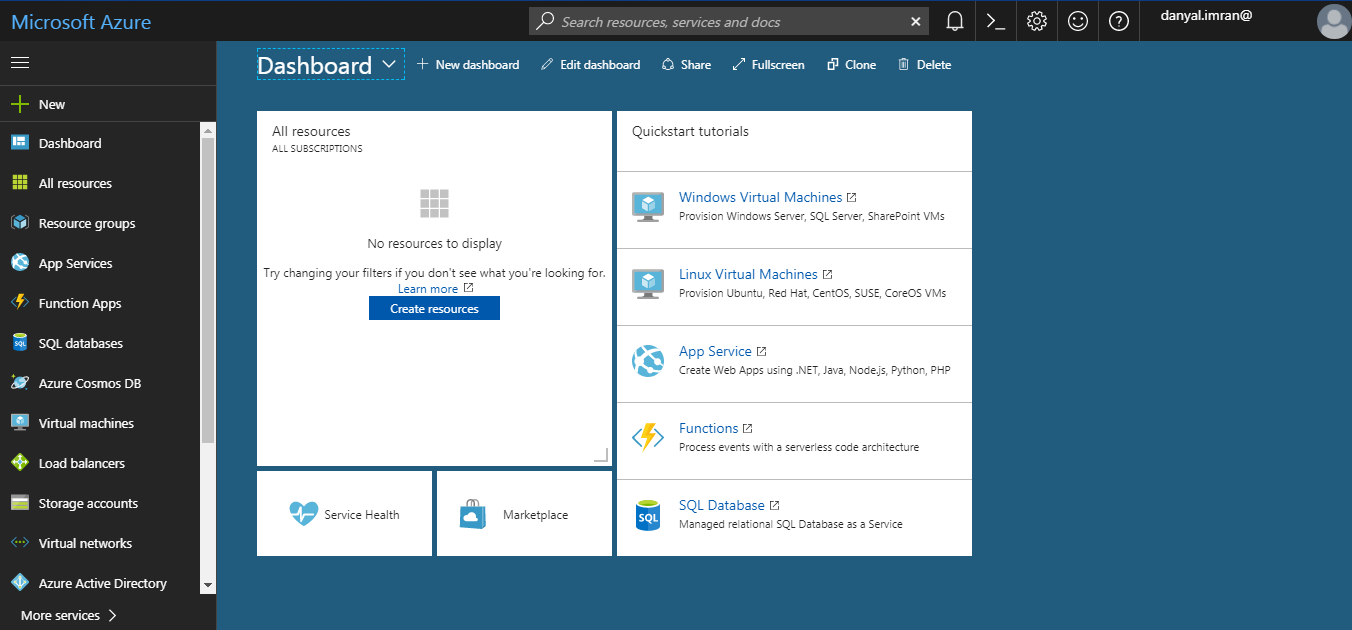 Microsoft Azure
Search resources, services and docs
danyal.imran@
Dashboard
New dashboard
Edit dashboard
Share
Fullscreen
Clone
Delete
New
Dashboard
All resources
Resource groups
App Services
Function Apps
SQL databases
Azure Cosmos DB
Virtual machines
Load balancers
Storage accounts
Virtual networks
Azure Active Directory
More services
All resources
ALL SUBSCRIPTIONS
No resources to display
Try changing your filters if you don't see what you're looking for.
Learn more
Create resources
Service Health
Marketplace
Quickstart tutorials
Windows Virtual Machines
Provision Windows Server, SQL Server, SharePoint VMs
Linux Virtual Machines
Provision Ubuntu, Red Hat, CentOS, SUSE, CoreOS VMs
App Service
Create Web Apps using .NET, Java, Node.js, Python, PHP
Functions
Process events with a serverless code architecture
SQL
SQL Database
Managed relational SQL Database as a Service